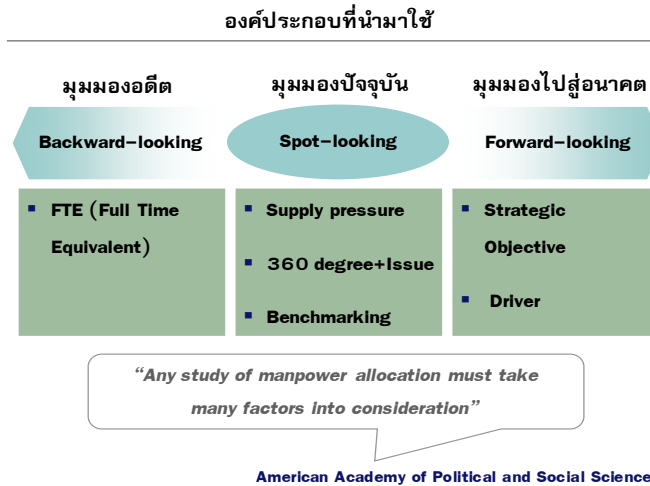 องค์ประกอบที่นำมาใช้
มุมมองอดีต
มุมมองปัจจุบัน
มุมมองไปสู่อนาคต
Backward-looking
Spot-looking
Forward-looking
▪ FTE (Full Time
Equivalent)
▪ Supply pressure
▪ 360 degree+Issue
▪ Benchmarking
▪ Strategic
Objective
▪ Driver
“Any study of manpower allocation must take
many factors into consideration”
American Academy of Political and Social Science